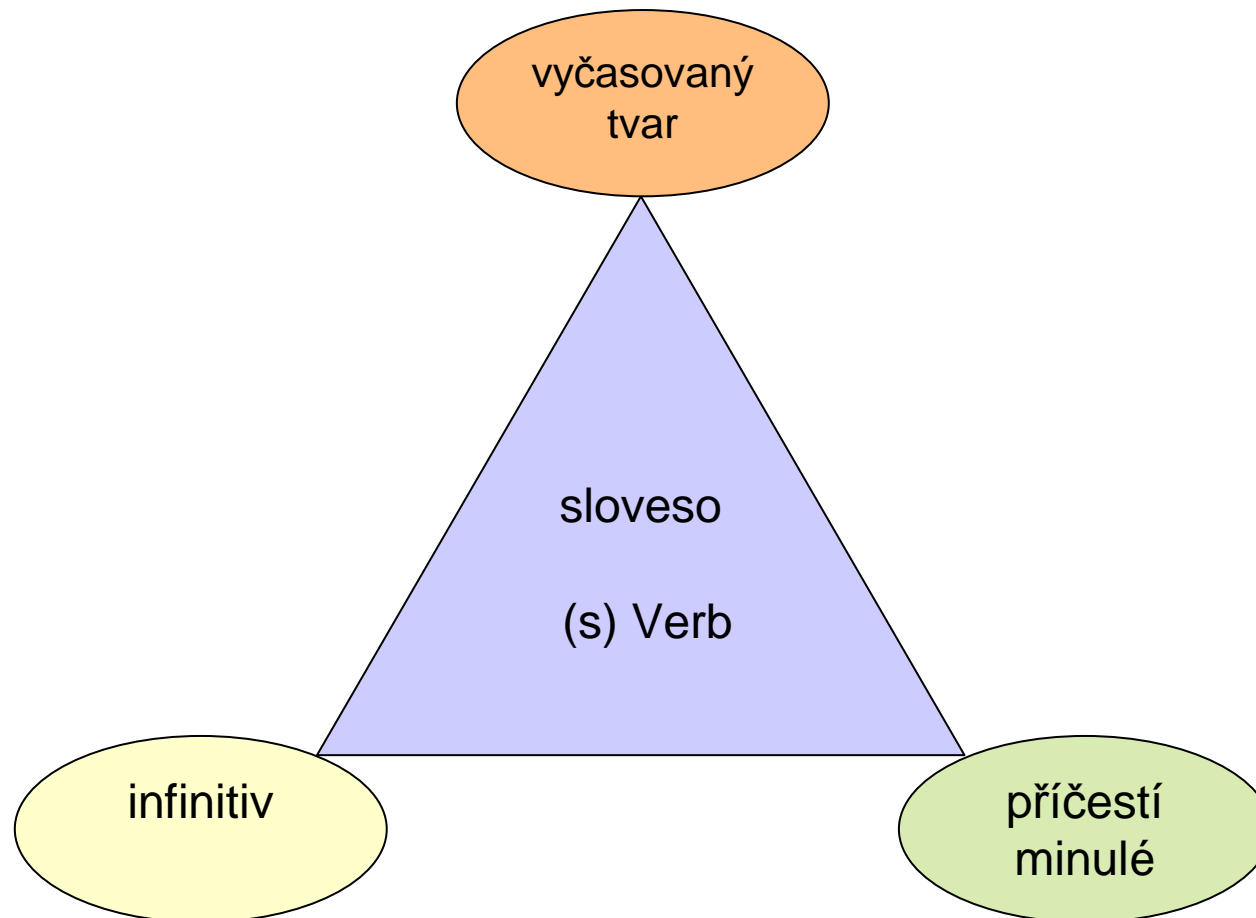 vyčasovaný
tvar
sloveso
(s) Verb
infinitiv
příčestí
minulé